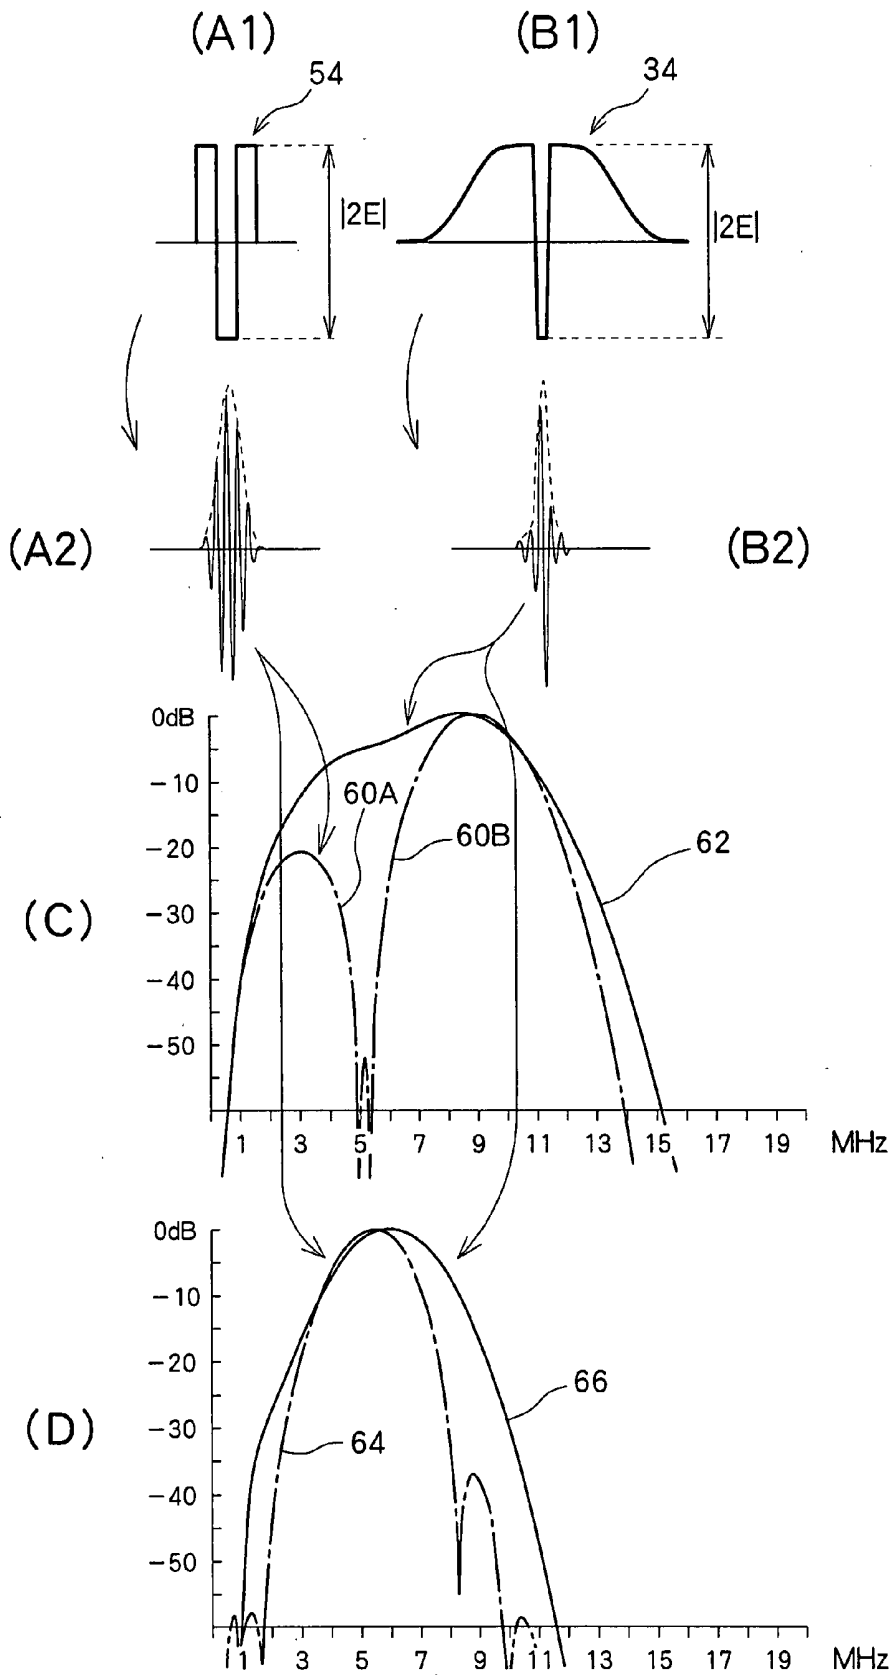 (A1) (B1)
54 34
|2E| |2E|
(A2) (B2)
(C)
0dB
-10
-20
-30
-40
-50
60A
60B
62
1 3 5 7 9 11 13 15 17 19 MHz
(D)
0dB
-10
-20
-30
-40
-50
64
66
1 3 5 7 9 11 13 15 17 19 MHz